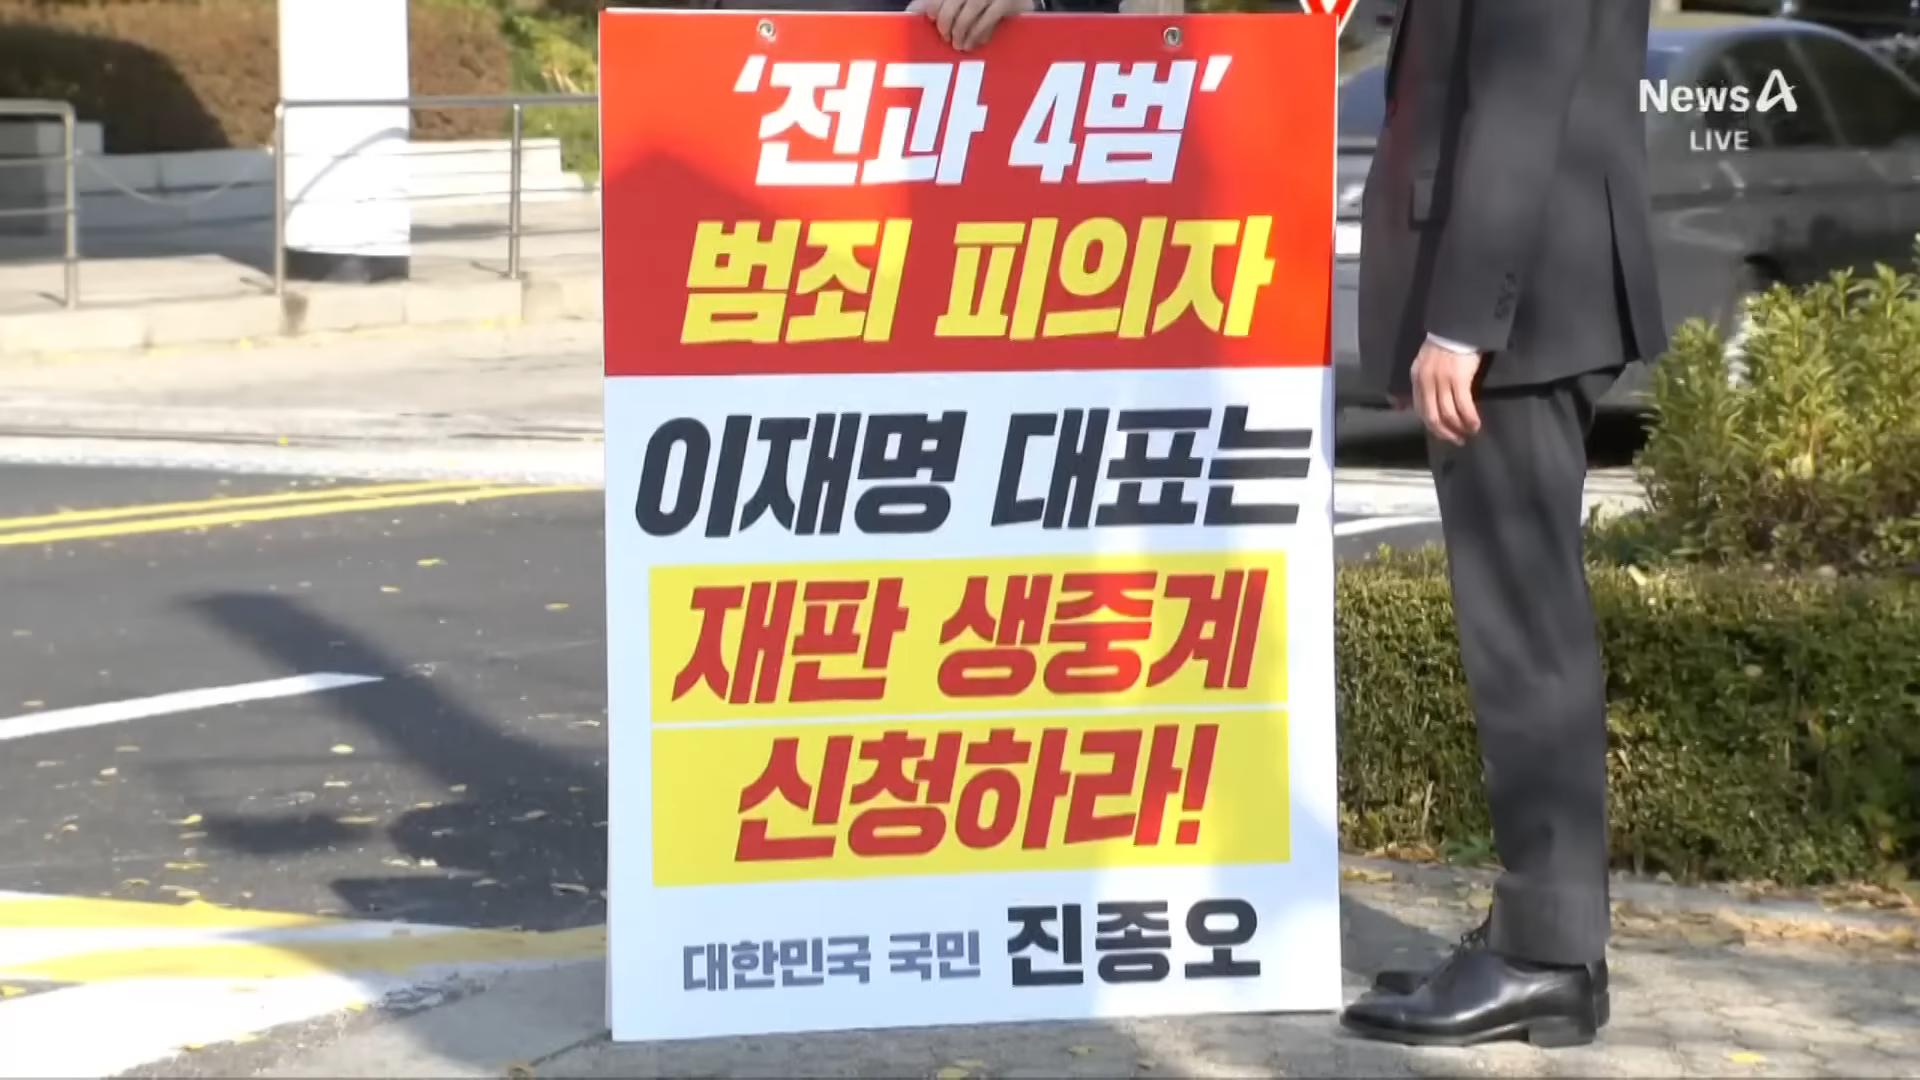 ‘전과 4범’
범죄 피의자
이재명 대표는
재판 생중계
신청하라!
대한민국 국민 진종오
News A
LIVE